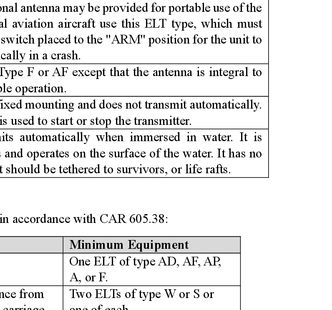 onal antenna may be provided for portable use of the
al aviation aircraft use this ELT type, which must
switch placed to the "ARM" position for the unit to
cally in a crash.
Type F or AF except that the antenna is integral to
ble operation.
fixed mounting and does not transmit automatically.
is used to start or stop the transmitter.
its automatically when immersed in water. It is
and operates on the surface of the water. It has no
t should be tethered to survivors, or life rafts.
in accordance with CAR 605.38:
Minimum Equipment
One ELT of type AD, AF, AP,
A, or F.
nce from
Two ELTs of type W or S or
carriage
one of each